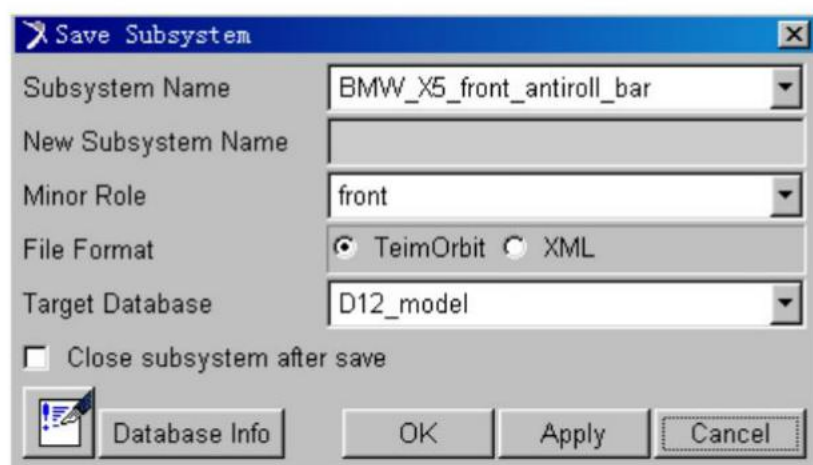 Save Subsystem
Subsystem Name BMW_X5_front_antiroll_bar
New Subsystem Name
Minor Role front
File Format TeimOrbit XML
Target Database D12_model
Close subsystem after save
Database Info OK Apply Cancel